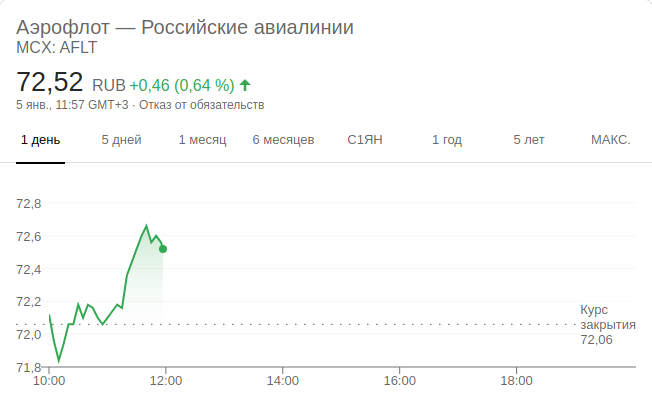 Аэрофлот — Российские авиалинии
MCX: AFLT
72,52 RUB +0,46 (0,64 %)
5 янв., 11:57 GMT+3 · Отказ от обязательств
1 день 5 дней 1 месяц 6 месяцев С1ЯН 1 год 5 лет МАКС.
72,8
72,6
72,4
72,2
72,0
71,8
Курс
закрытия
72,06
10:00 12:00 14:00 16:00 18:00